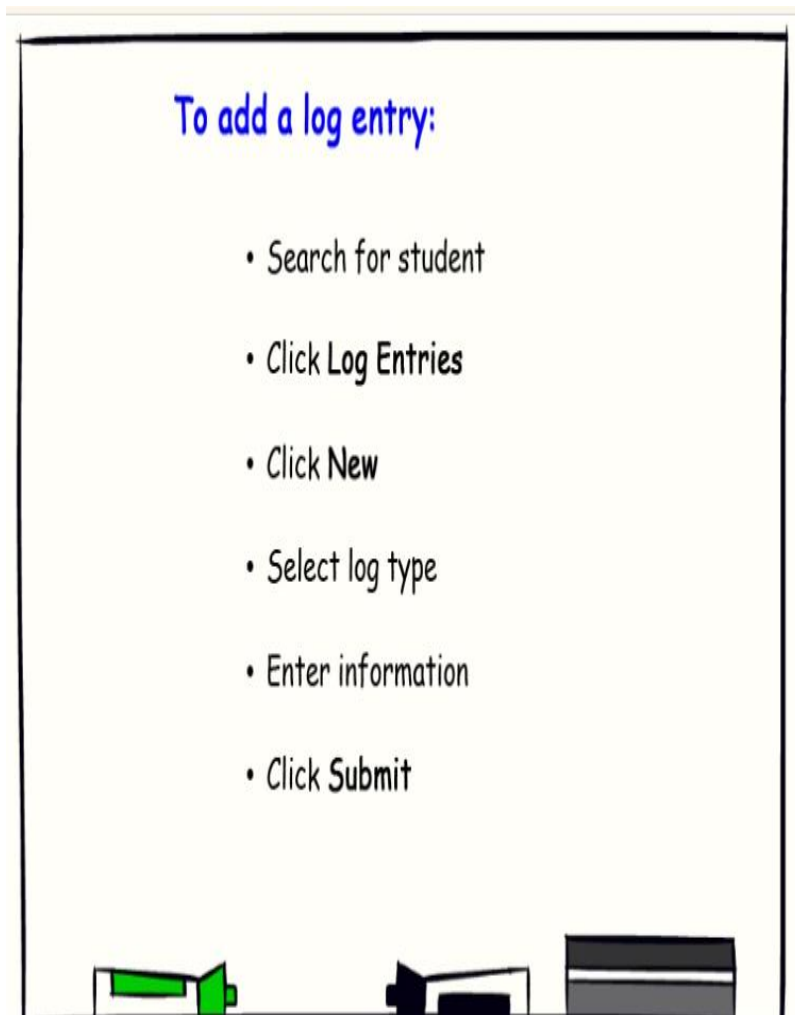 To add a log entry:
• Search for student
• Click Log Entries
• Click New
• Select log type
• Enter information
• Click Submit